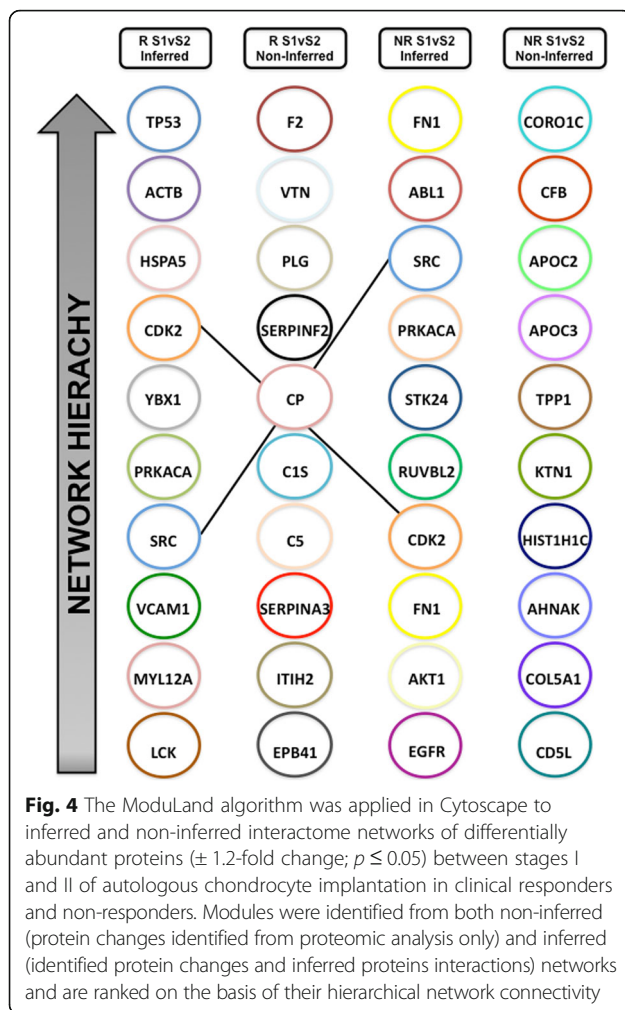 R S1vS2 Inferred
R S1vS2 Non-Inferred
NR S1vS2 Inferred
NR S1vS2 Non-Inferred
NETWORK HIERACHY
TP53 F2 FN1 CORO1C
ACTB VTN ABL1 CFB
HSPA5 PLG SRC APOC2
CDK2 SERPINF2 PRKACA APOC3
YBX1 CP STK24 TPP1
PRKACA C1S RUVBL2 KTN1
SRC C5 CDK2 HIST1H1C
VCAM1 SERPINA3 FN1 AHNAK
MYL12A ITIH2 AKT1 COL5A1
LCK EPB41 EGFR CD5L
Fig. 4 The ModuLand algorithm was applied in Cytoscape to
inferred and non-inferred interactome networks of differentially
abundant proteins (± 1.2-fold change; p ≤ 0.05) between stages I
and II of autologous chondrocyte implantation in clinical responders
and non-responders. Modules were identified from both non-inferred
(protein changes identified from proteomic analysis only) and inferred
(identified protein changes and inferred proteins interactions) networks
and are ranked on the basis of their hierarchical network connectivity